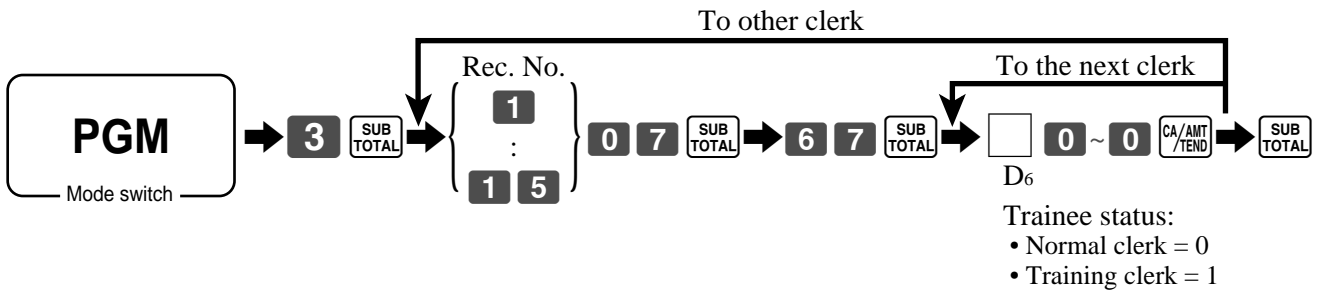 To other clerk
Rec. No.
To the next clerk
PGM
Mode switch
3 SUB TOTAL
1
:
1 5
0 7 SUB TOTAL
6 7 SUB TOTAL
0 ~ 0 CA/AMT /TEND
SUB TOTAL
D6
Trainee status:
• Normal clerk = 0
• Training clerk = 1